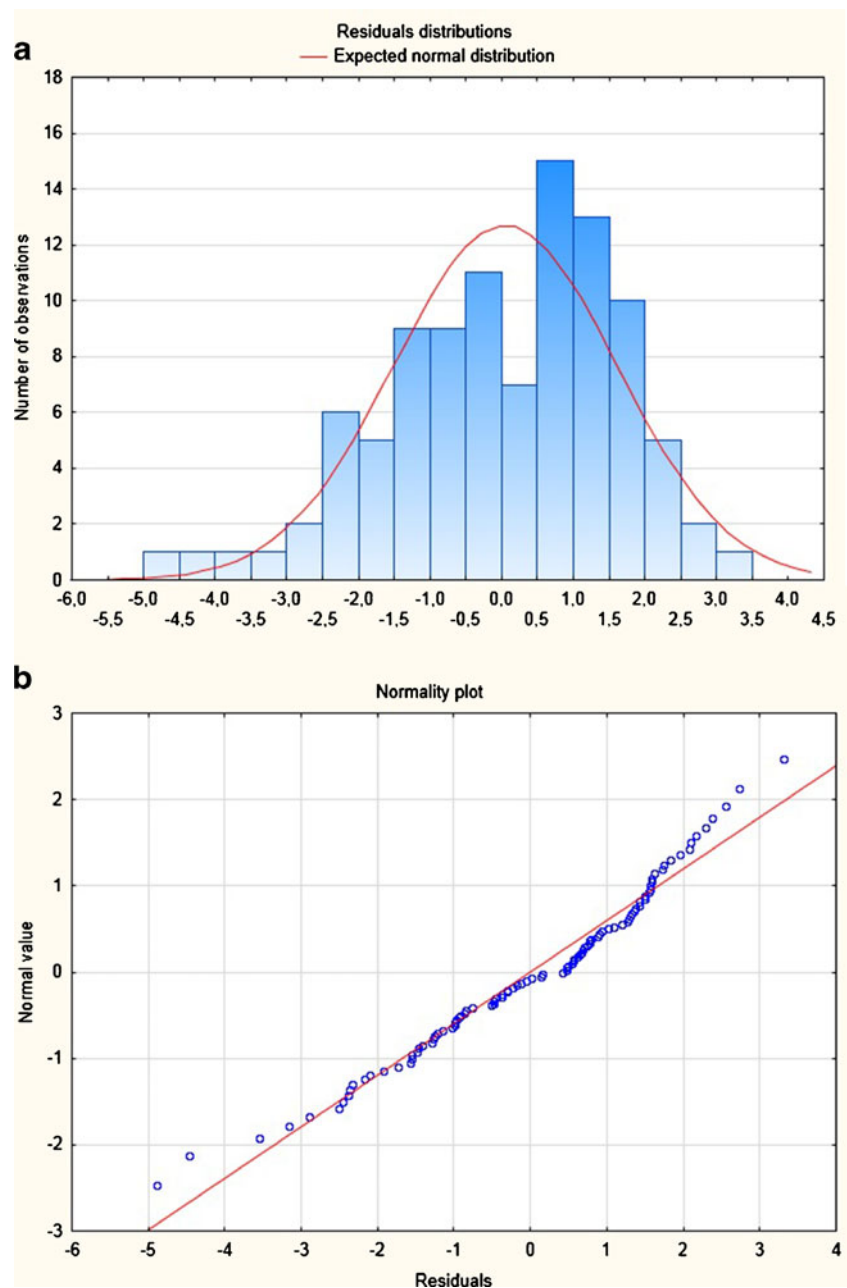 a
Residuals distributions
Expected normal distribution
Number of observations
18
16
14
12
10
8
6
4
2
0
-6,0 -5,0 -4,0 -3,0 -2,0 -1,0 0,0 1,0 2,0 3,0 4,0
-5,5 -4,5 -3,5 -2,5 -1,5 -0,5 0,5 1,5 2,5 3,5 4,5
b
Normality plot
Normal value
3
2
1
0
-1
-2
-3
-6 -5 -4 -3 -2 -1 0 1 2 3 4
Residuals